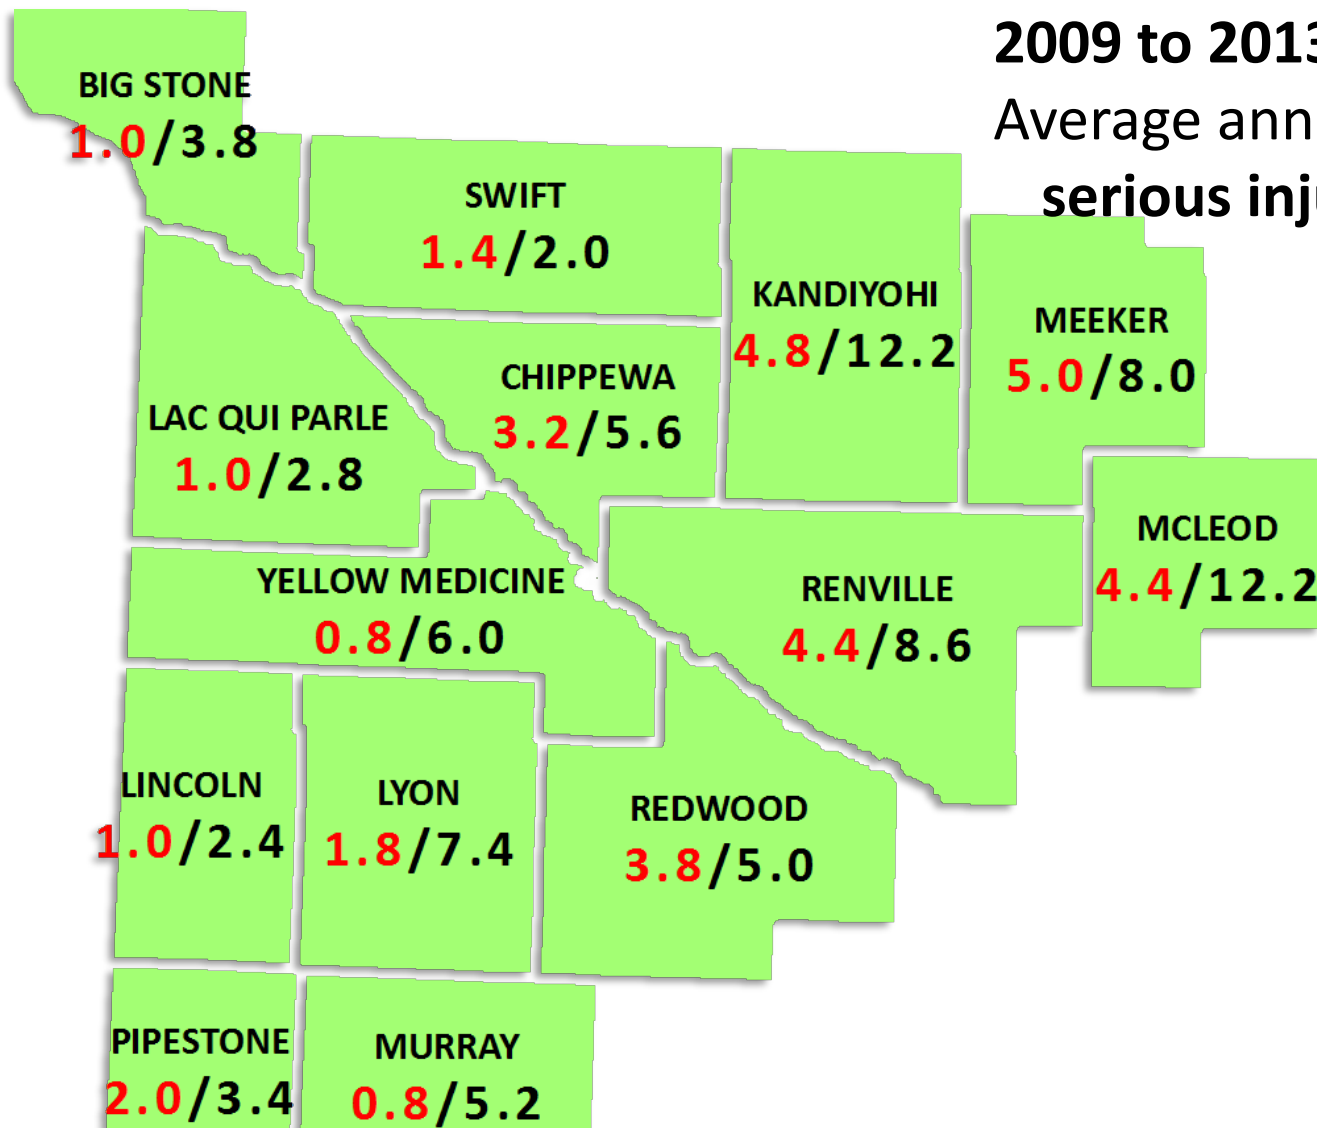 2009 to 2013
Average ann
serious inj
BIG STONE
1.0/3.8
SWIFT
1.4/2.0
KANDIYOHI
4.8/12.2
MEEKER
5.0/8.0
CHIPPEWA
3.2/5.6
LAC QUI PARLE
1.0/2.8
MCLEOD
4.4/12.2
YELLOW MEDICINE
0.8/6.0
RENVILLE
4.4/8.6
LINCOLN
1.0/2.4
LYON
1.8/7.4
REDWOOD
3.8/5.0
PIPESTONE
2.0/3.4
MURRAY
0.8/5.2